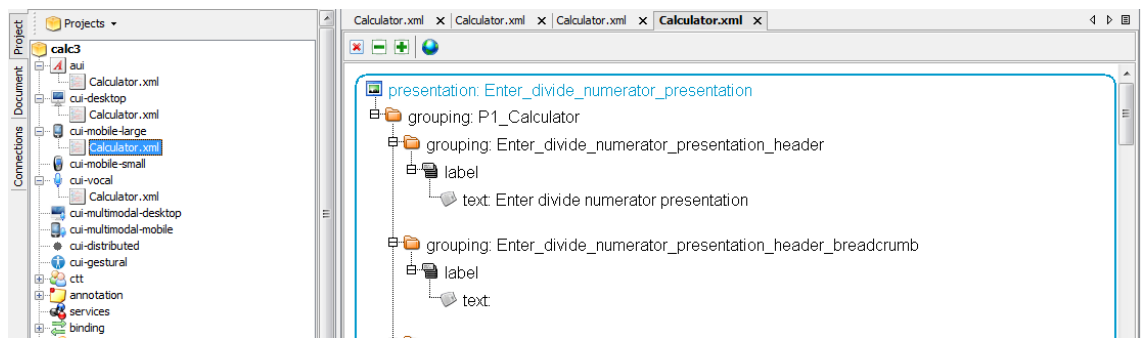 Project
Document
Connections
Projects
calc3
aui
Calculator.xml
cui-desktop
Calculator.xml
cui-mobile-large
Calculator.xml
cui-mobile-small
cui-vocal
Calculator.xml
cui-multimodal-desktop
cui-multimodal-mobile
cui-distributed
cui-gestural
ctt
annotation
services
binding
Calculator.xml Calculator.xml Calculator.xml Calculator.xml
presentation: Enter_divide_numerator_presentation
grouping: P1_Calculator
grouping: Enter_divide_numerator_presentation_header
label
text: Enter divide numerator presentation
grouping: Enter_divide_numerator_presentation_header_breadcrumb
label
text: